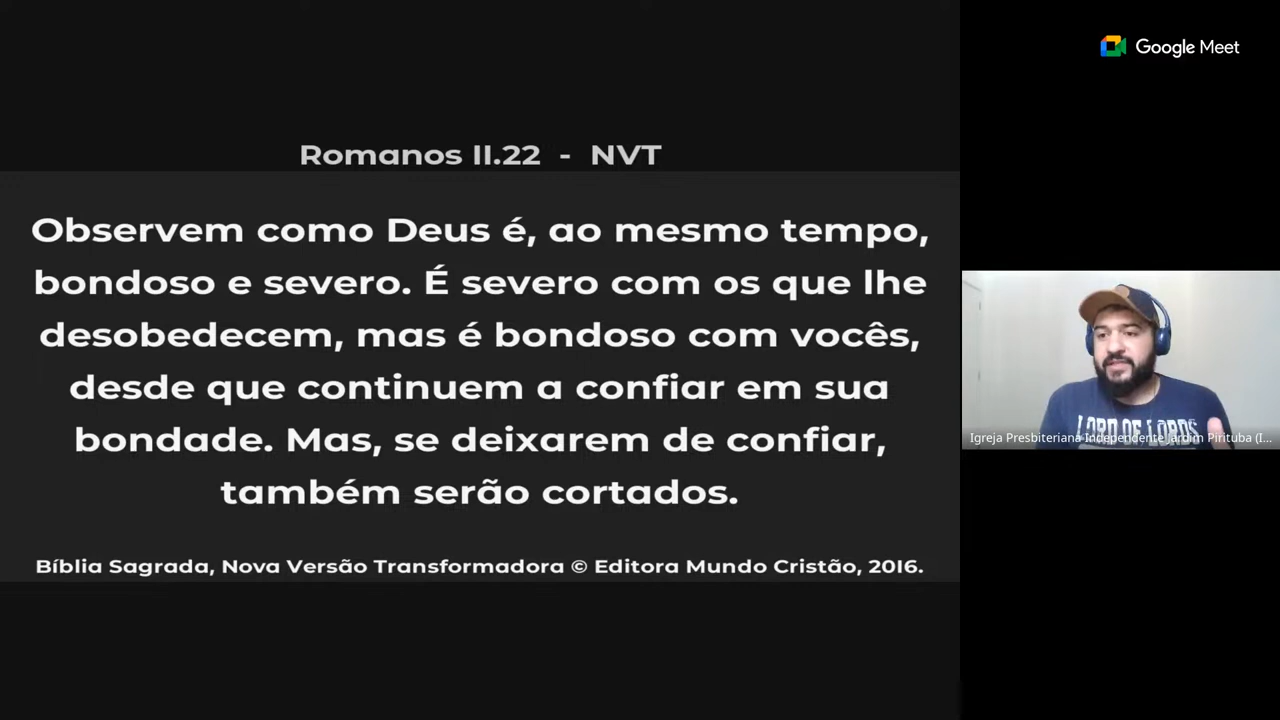 Romanos II.22 - NVT
Observem como Deus é, ao mesmo tempo,
bondoso e severo. É severo com os que lhe
desobedecem, mas é bondoso com vocês,
desde que continuem a confiar em sua
bondade. Mas, se deixarem de confiar,
também serão cortados.
Bíblia Sagrada, Nova Versão Transformadora © Editora Mundo Cristão, 2016.
Google Meet
LORD OF LORDS
Igreja Presbiteriana Independente Jardim Pirituba (I...